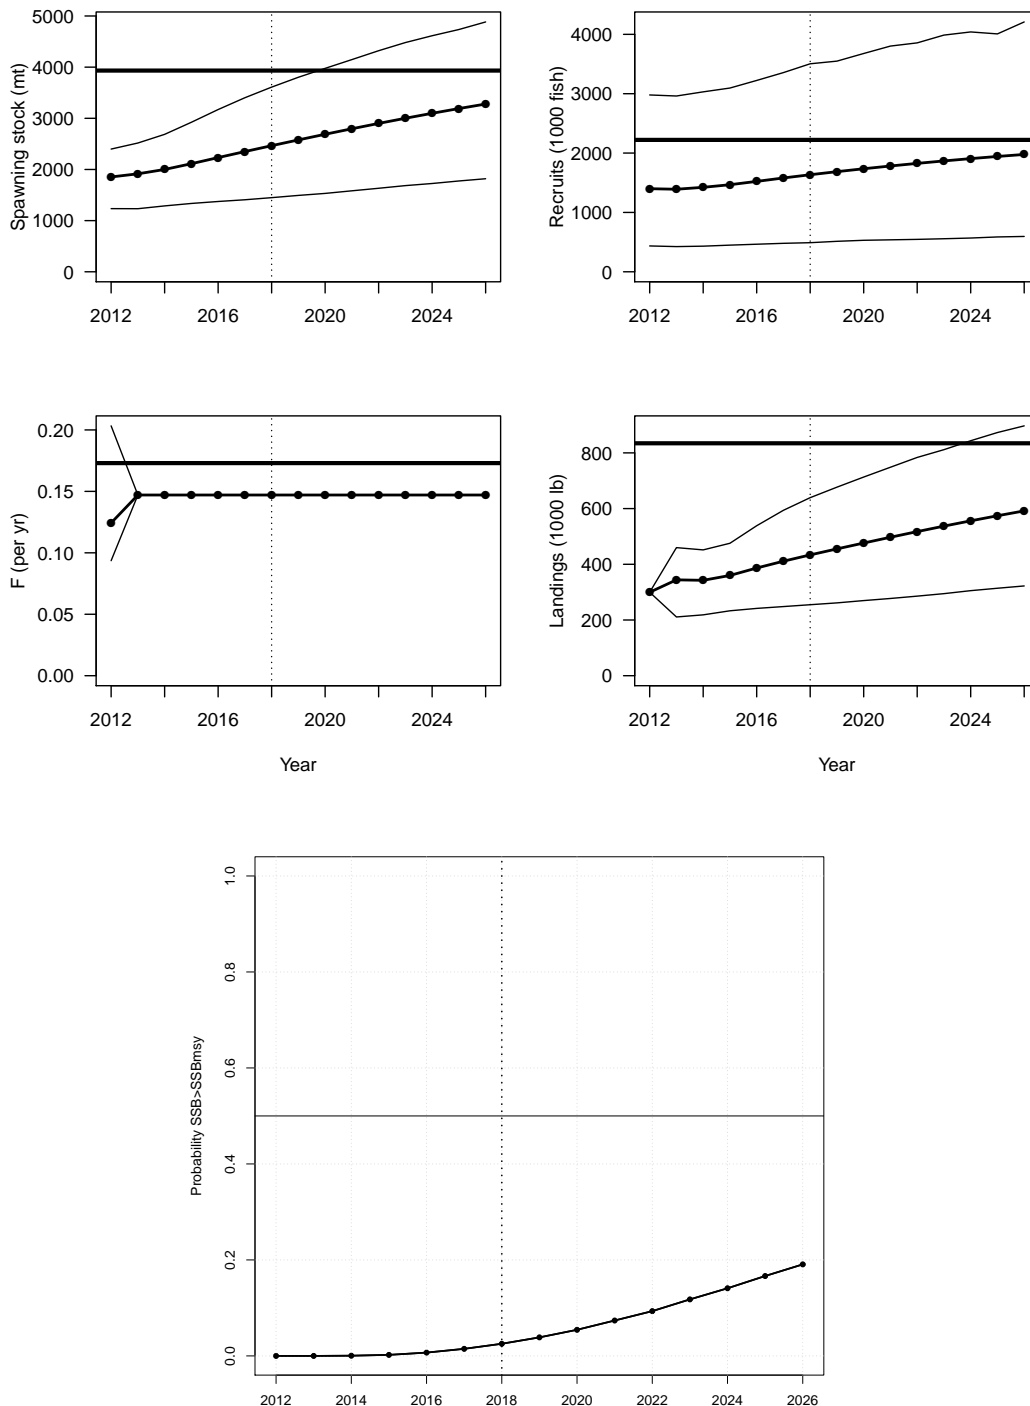 Spawning stock (mt)
5000
4000
3000
2000
1000
0
2012 2016 2020 2024
Recruits (1000 fish)
4000
3000
2000
1000
0
2012 2016 2020 2024
F (per yr)
0.20
0.15
0.10
0.05
0.00
2012 2016 2020 2024
Year
Landings (1000 lb)
800
600
400
200
0
2012 2016 2020 2024
Year
Probability SSB>SSBmsy
1.0
0.8
0.6
0.4
0.2
0.0
2012 2014 2016 2018 2020 2022 2024 2026